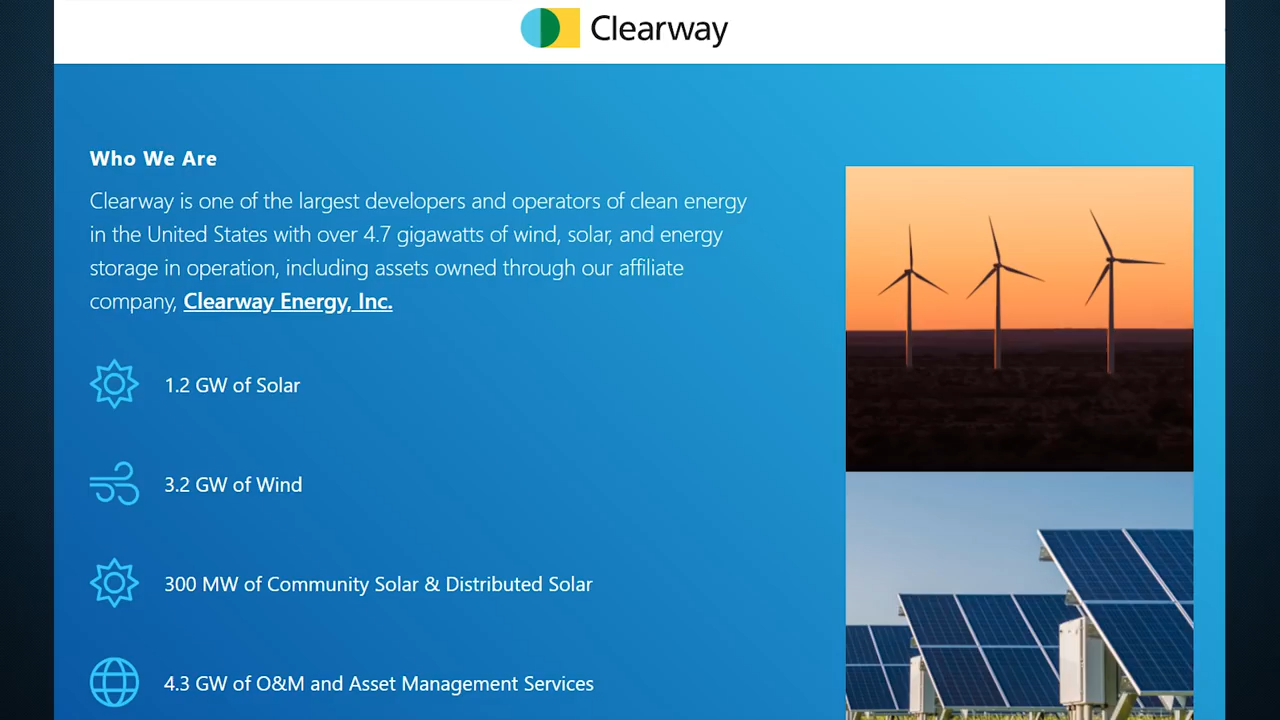 Clearway
Who We Are
Clearway is one of the largest developers and operators of clean energy
in the United States with over 4.7 gigawatts of wind, solar, and energy
storage in operation, including assets owned through our affiliate
company, Clearway Energy, Inc.
1.2 GW of Solar
3.2 GW of Wind
300 MW of Community Solar & Distributed Solar
4.3 GW of O&M and Asset Management Services